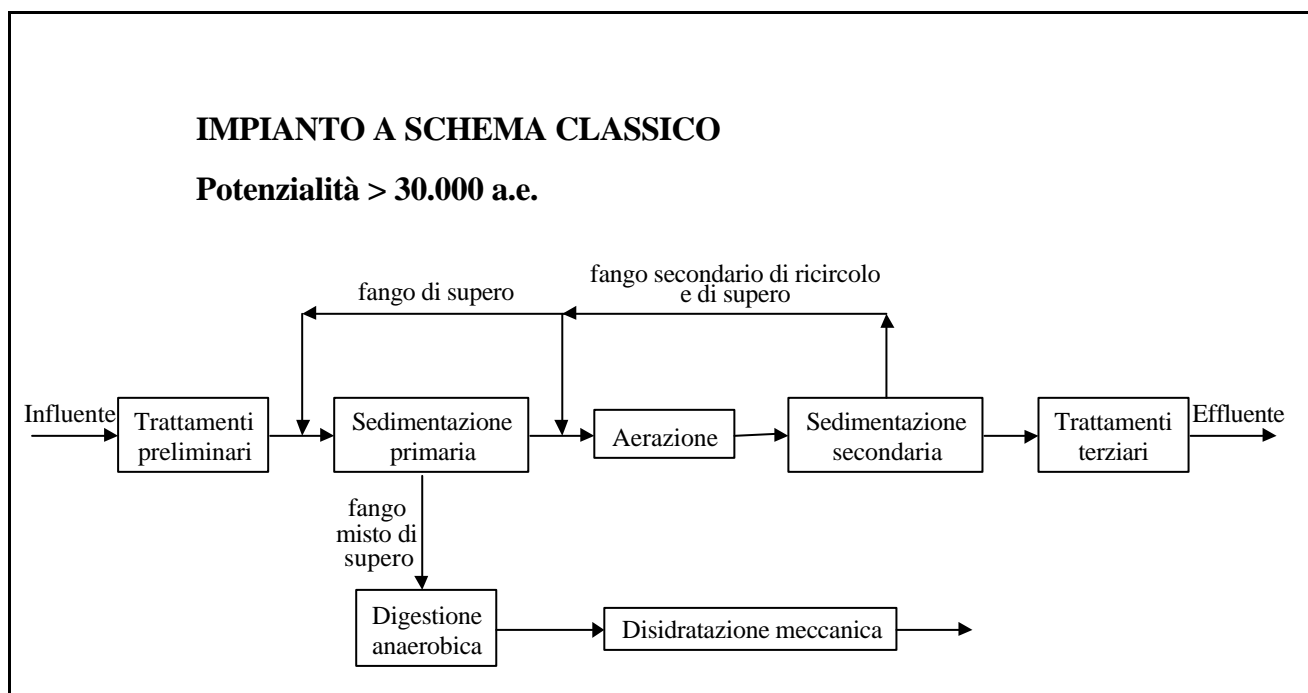 IMPIANTO A SCHEMA CLASSICO
Potenzialità > 30.000 a.e.
fango secondario di ricircolo
e di supero
fango di supero
Influente
Trattamenti
preliminari
Sedimentazione
primaria
Aerazione
Sedimentazione
secondaria
Trattamenti
terziari
Effluente
fango
misto di
supero
Digestione
anaerobica
Disidratazione meccanica